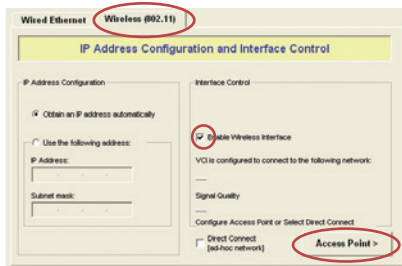 Wired Ethernet
Wireless (802.11)
IP Address Configuration and Interface Control
IP Address Configuration
Interface Control
Obtain an IP address automatically
Use the following address:
IP Address:
Subnet mask:
Enable Wireless Interface
VCI is configured to connect to the following network:
Signal Quality
Configure Access Point or Select Direct Connect
Direct Connect
[ad-hoc network]
Access Point >